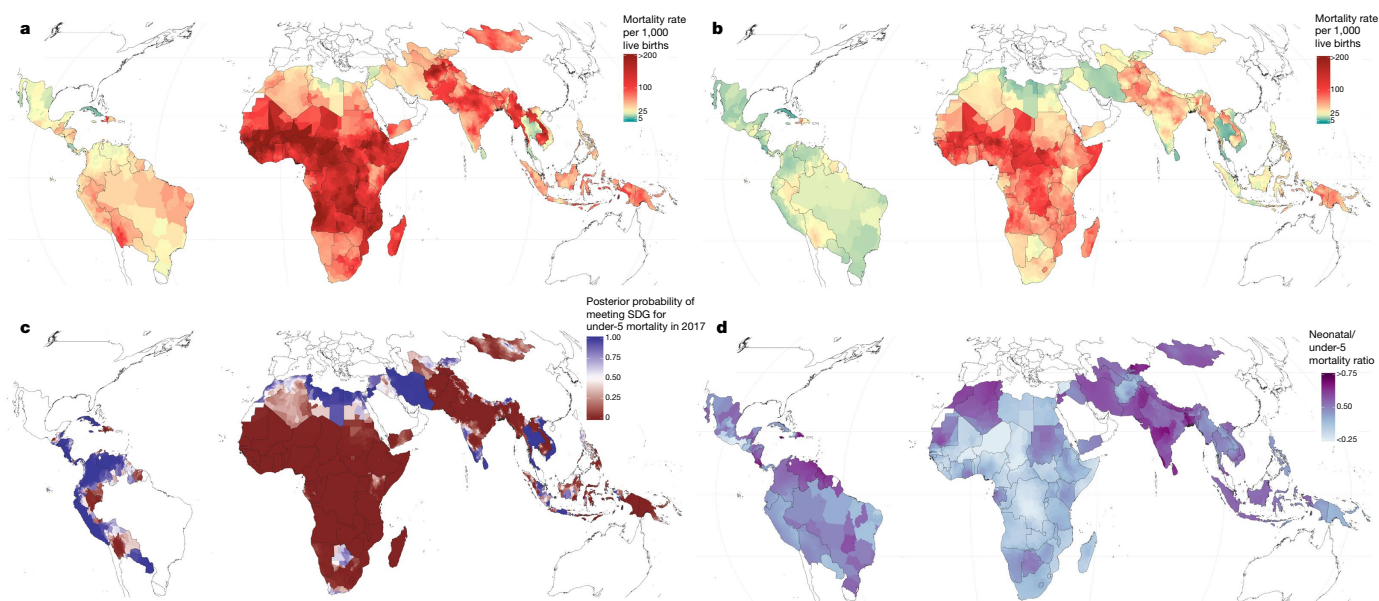 a
Mortality rate
per 1,000
live births
>200
100
25
5
b
Mortality rate
per 1,000
live births
>200
100
25
5
c
Posterior probability of
meeting SDG for
under-5 mortality in 2017
1.00
0.75
0.50
0.25
0
d
Neonatal/
under-5
mortality ratio
>0.75
0.50
<0.25